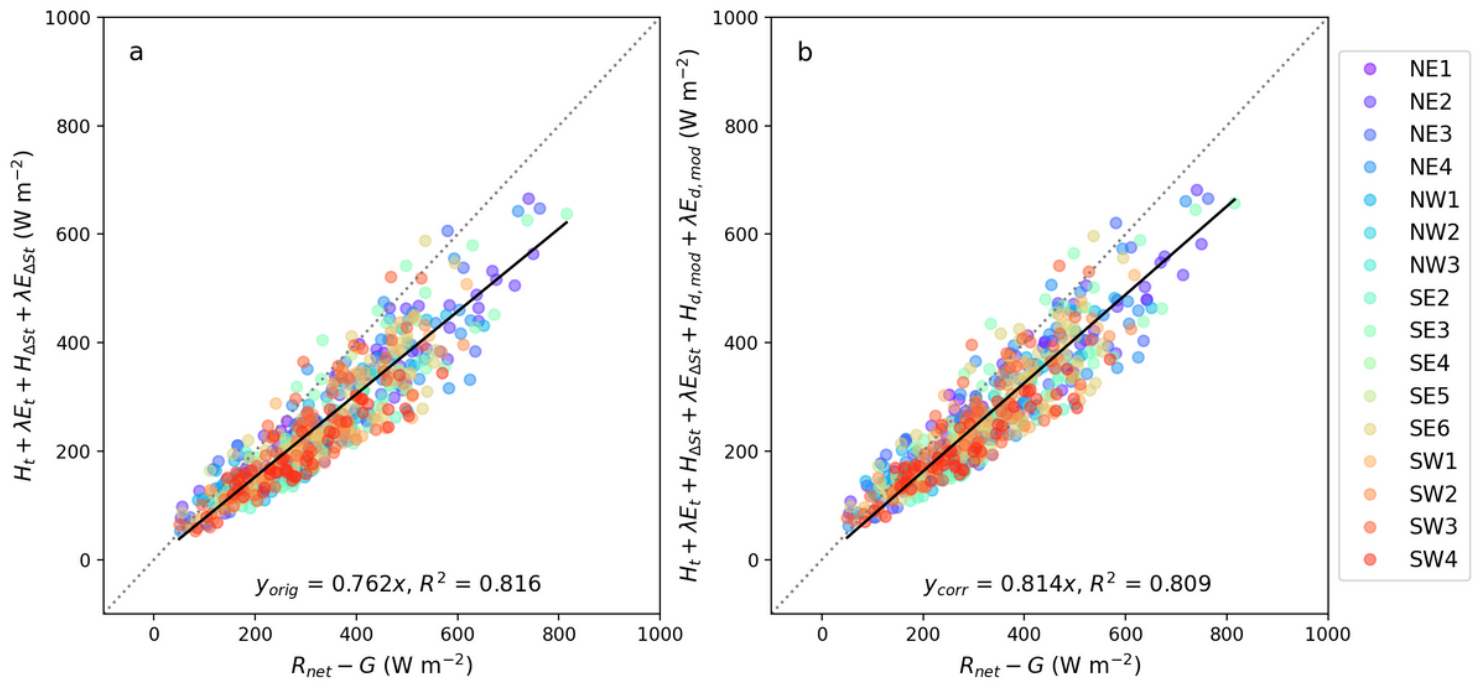 a
1000
800
600
400
200
0
H_t + λE_t + H_ΔSt + λE_ΔSt (W m⁻²)
y_orig = 0.762x, R² = 0.816
0 200 400 600 800 1000
R_net − G (W m⁻²)
b
1000
800
600
400
200
0
H_t + λE_t + H_ΔSt + λE_ΔSt + H_d,mod + λE_d,mod (W m⁻²)
y_corr = 0.814x, R² = 0.809
0 200 400 600 800 1000
R_net − G (W m⁻²)
NE1
NE2
NE3
NE4
NW1
NW2
NW3
SE2
SE3
SE4
SE5
SE6
SW1
SW2
SW3
SW4